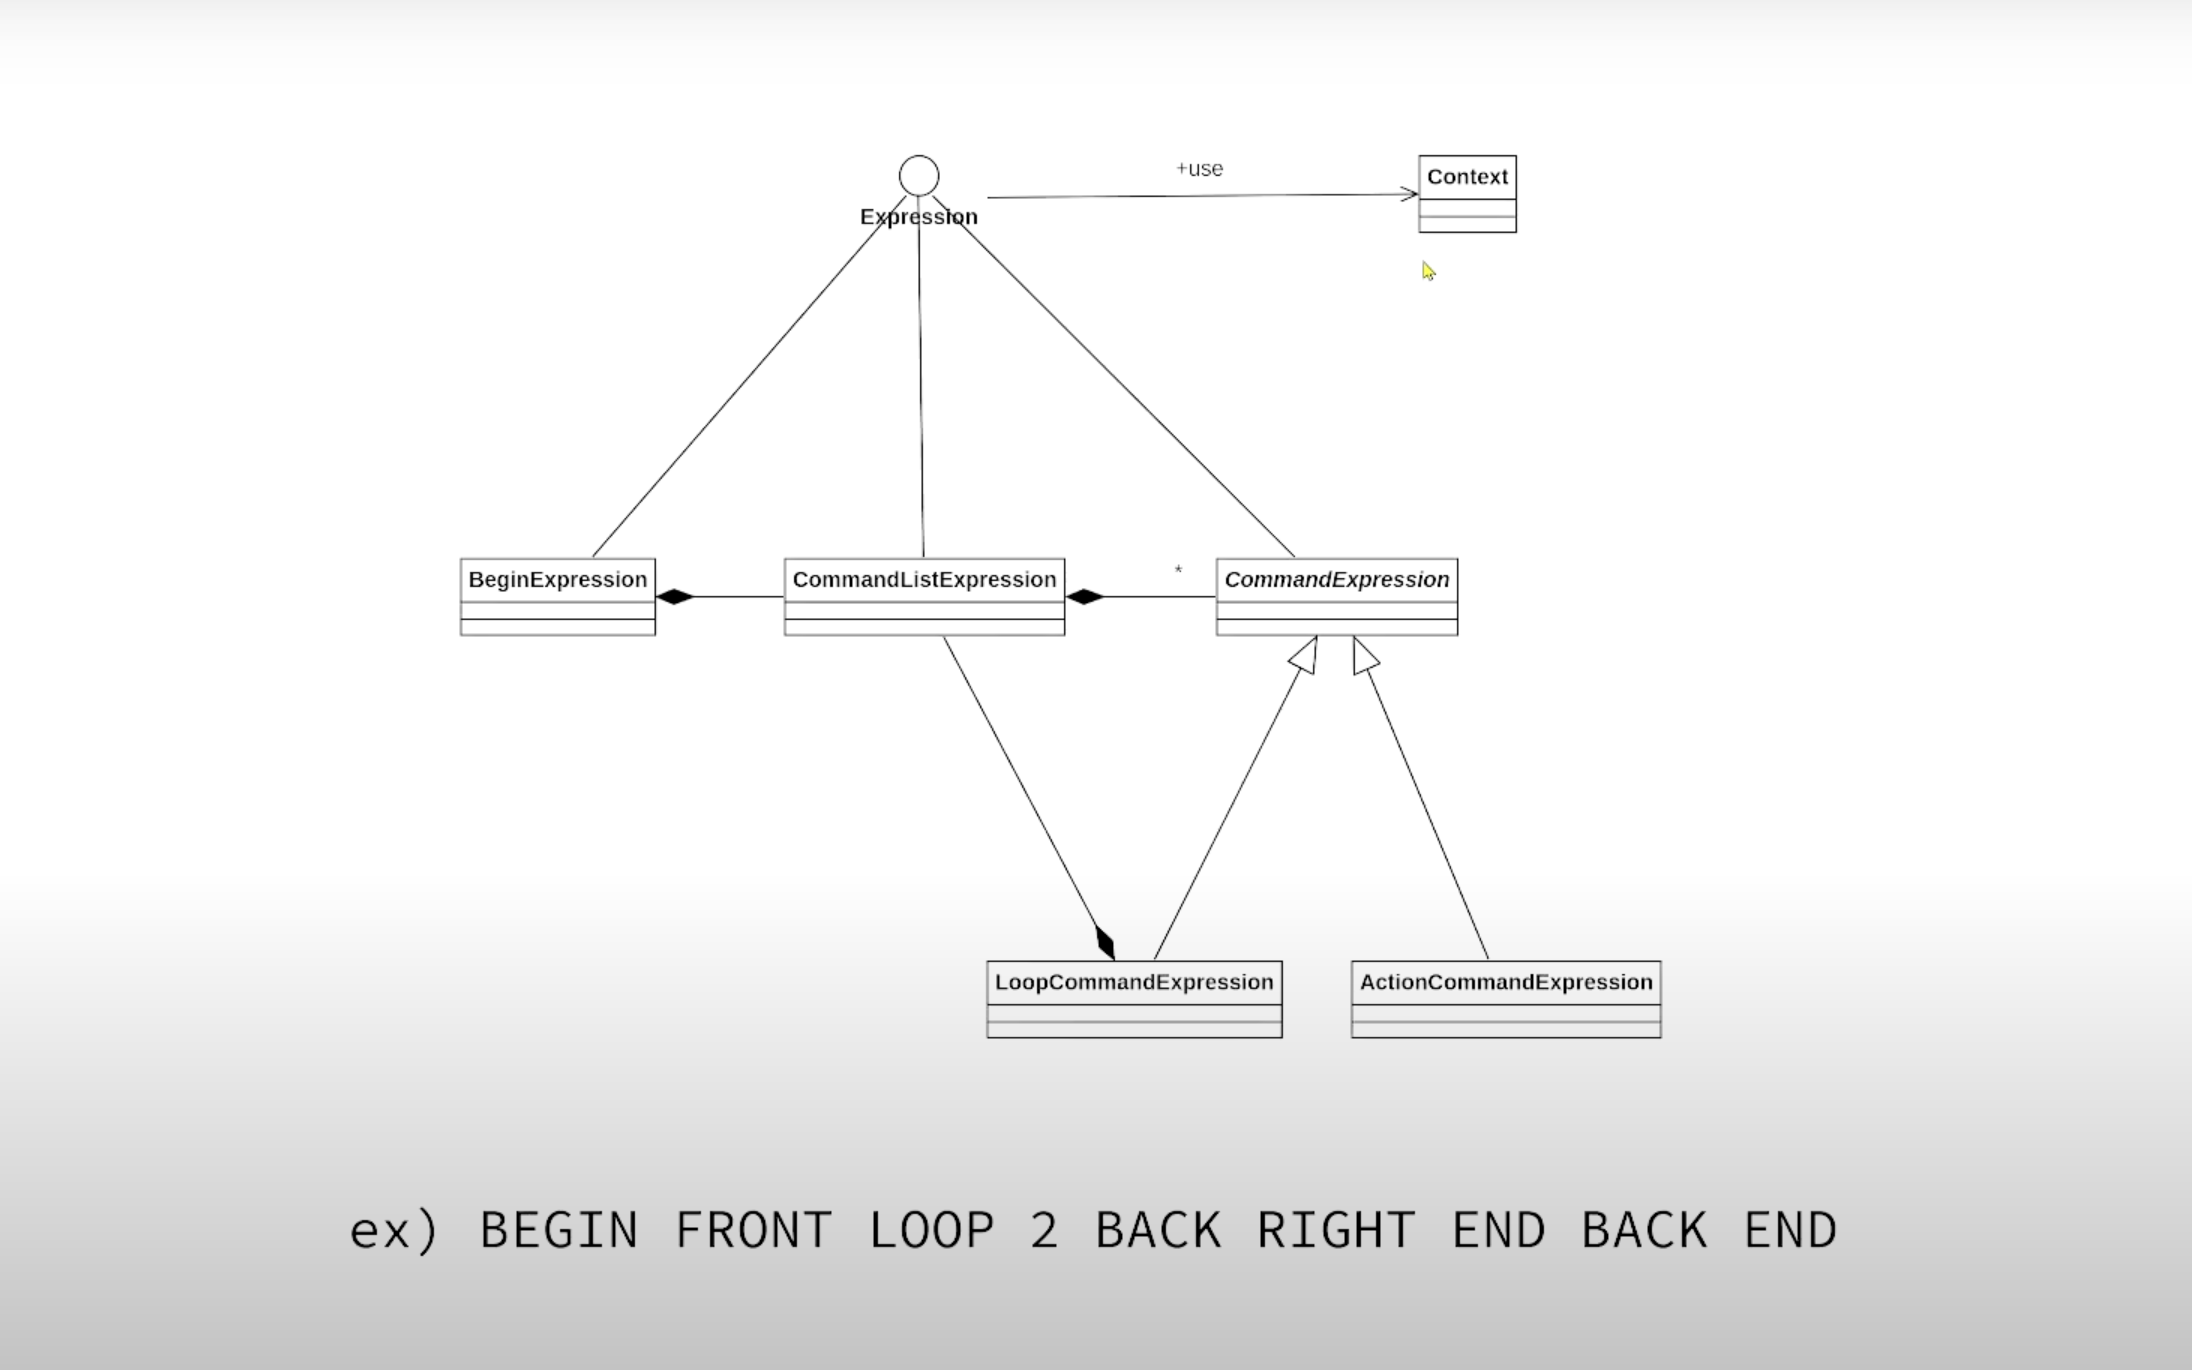 +use
Context
Expression
BeginExpression
CommandListExpression
*
CommandExpression
LoopCommandExpression
ActionCommandExpression
ex) BEGIN FRONT LOOP 2 BACK RIGHT END BACK END